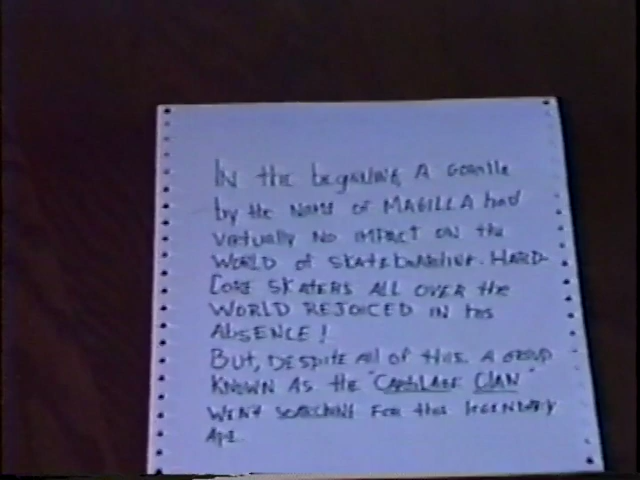 IN the beginning, A Gorilla
by the NAME of MAGILLA had
virtually NO IMPACT ON the
WORLD of SKATEBOARDING. HARD-
CORE SKATERS ALL OVER the
WORLD REJOICED IN his
AbSENCE!
But, DESpite All of this, A GROUP
KNOWN AS the "CARTILAGE CLAN"
WENT SEARCHING FOR this legENDARY
Ape.